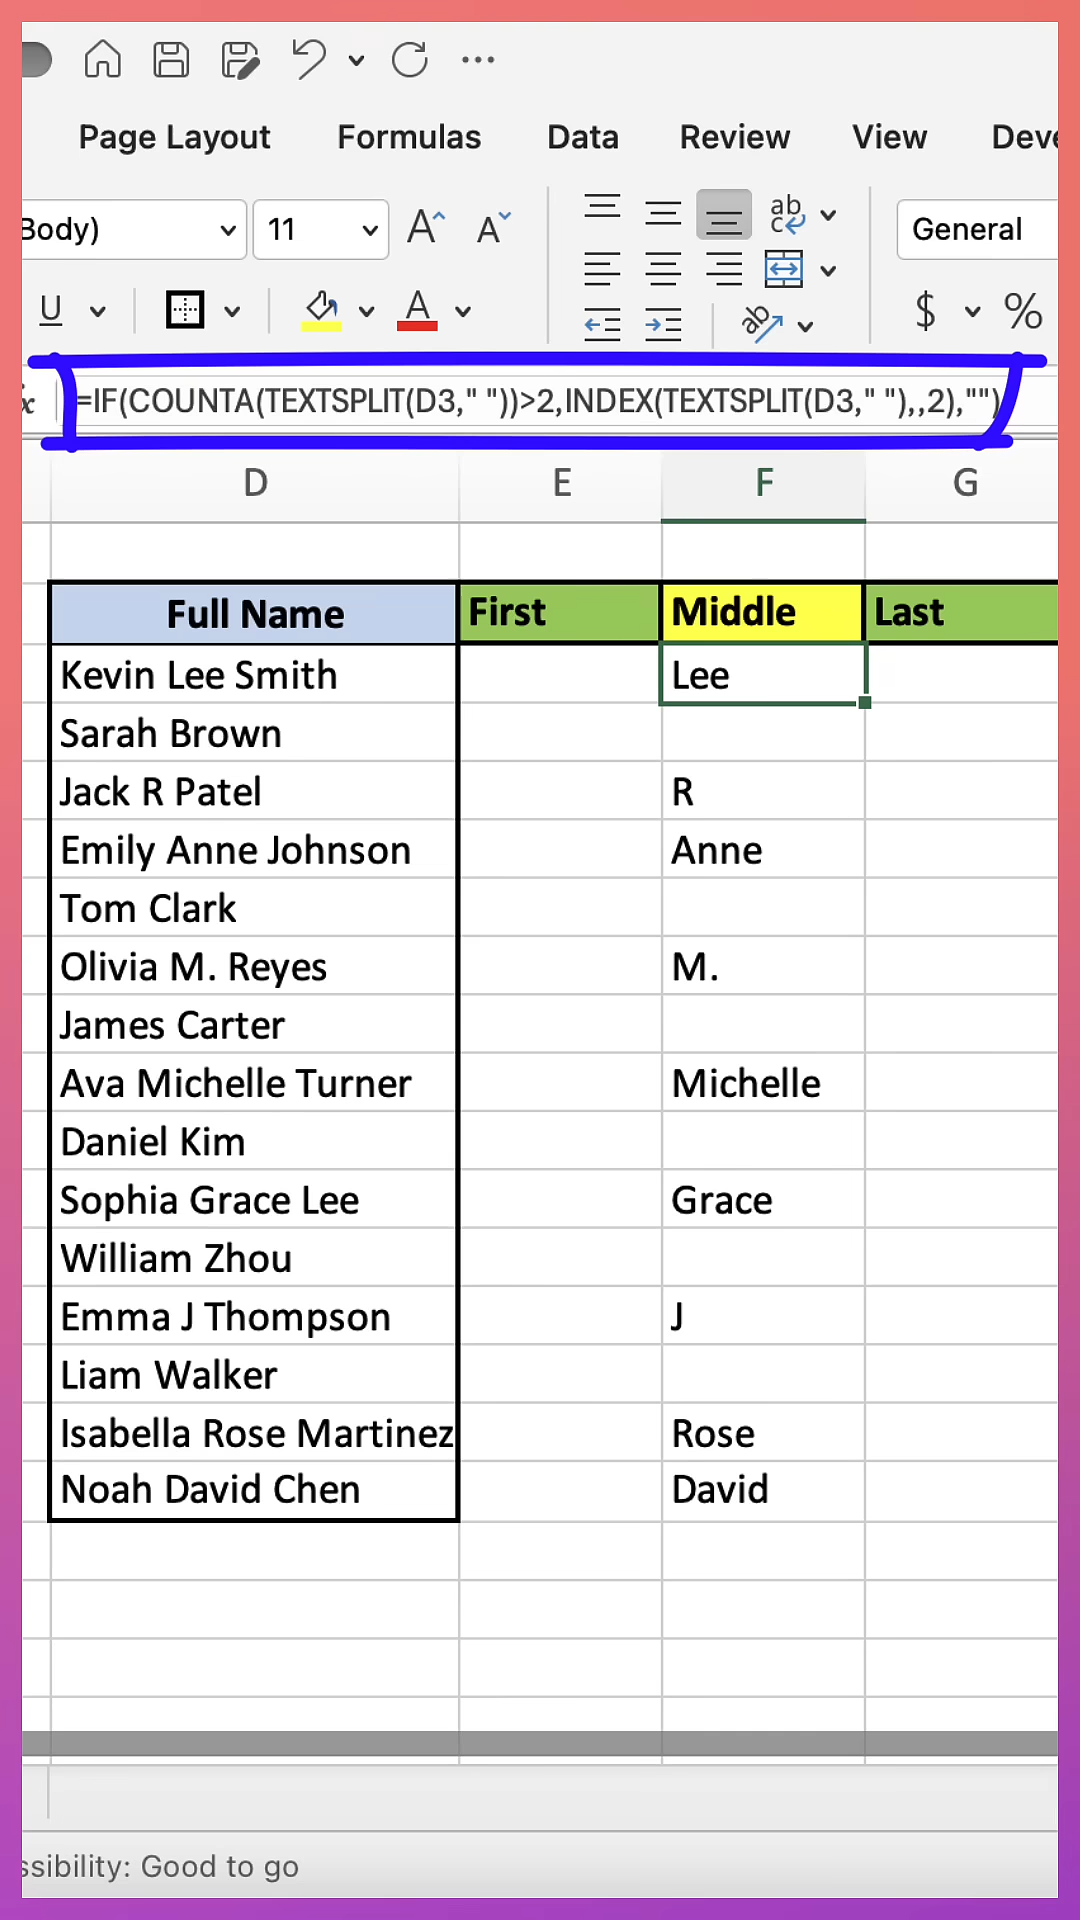 Page Layout Formulas Data Review View Deve
Body) 11 A A ab c General
U A ab $ %
x =IF(COUNTA(TEXTSPLIT(D3," "))>2,INDEX(TEXTSPLIT(D3," "),,2),"")
D E F G
Full Name First Middle Last
Kevin Lee Smith Lee
Sarah Brown
Jack R Patel R
Emily Anne Johnson Anne
Tom Clark
Olivia M. Reyes M.
James Carter
Ava Michelle Turner Michelle
Daniel Kim
Sophia Grace Lee Grace
William Zhou
Emma J Thompson J
Liam Walker
Isabella Rose Martinez Rose
Noah David Chen David
ssibility: Good to go